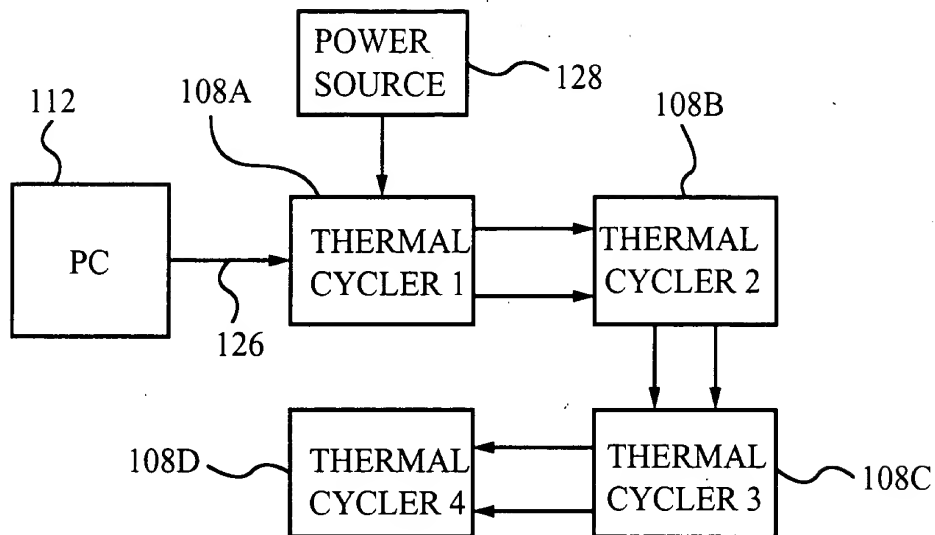 POWER
SOURCE
128
108A
112
108B
PC
THERMAL
CYCLER 1
THERMAL
CYCLER 2
126
108D
THERMAL
CYCLER 4
THERMAL
CYCLER 3
108C